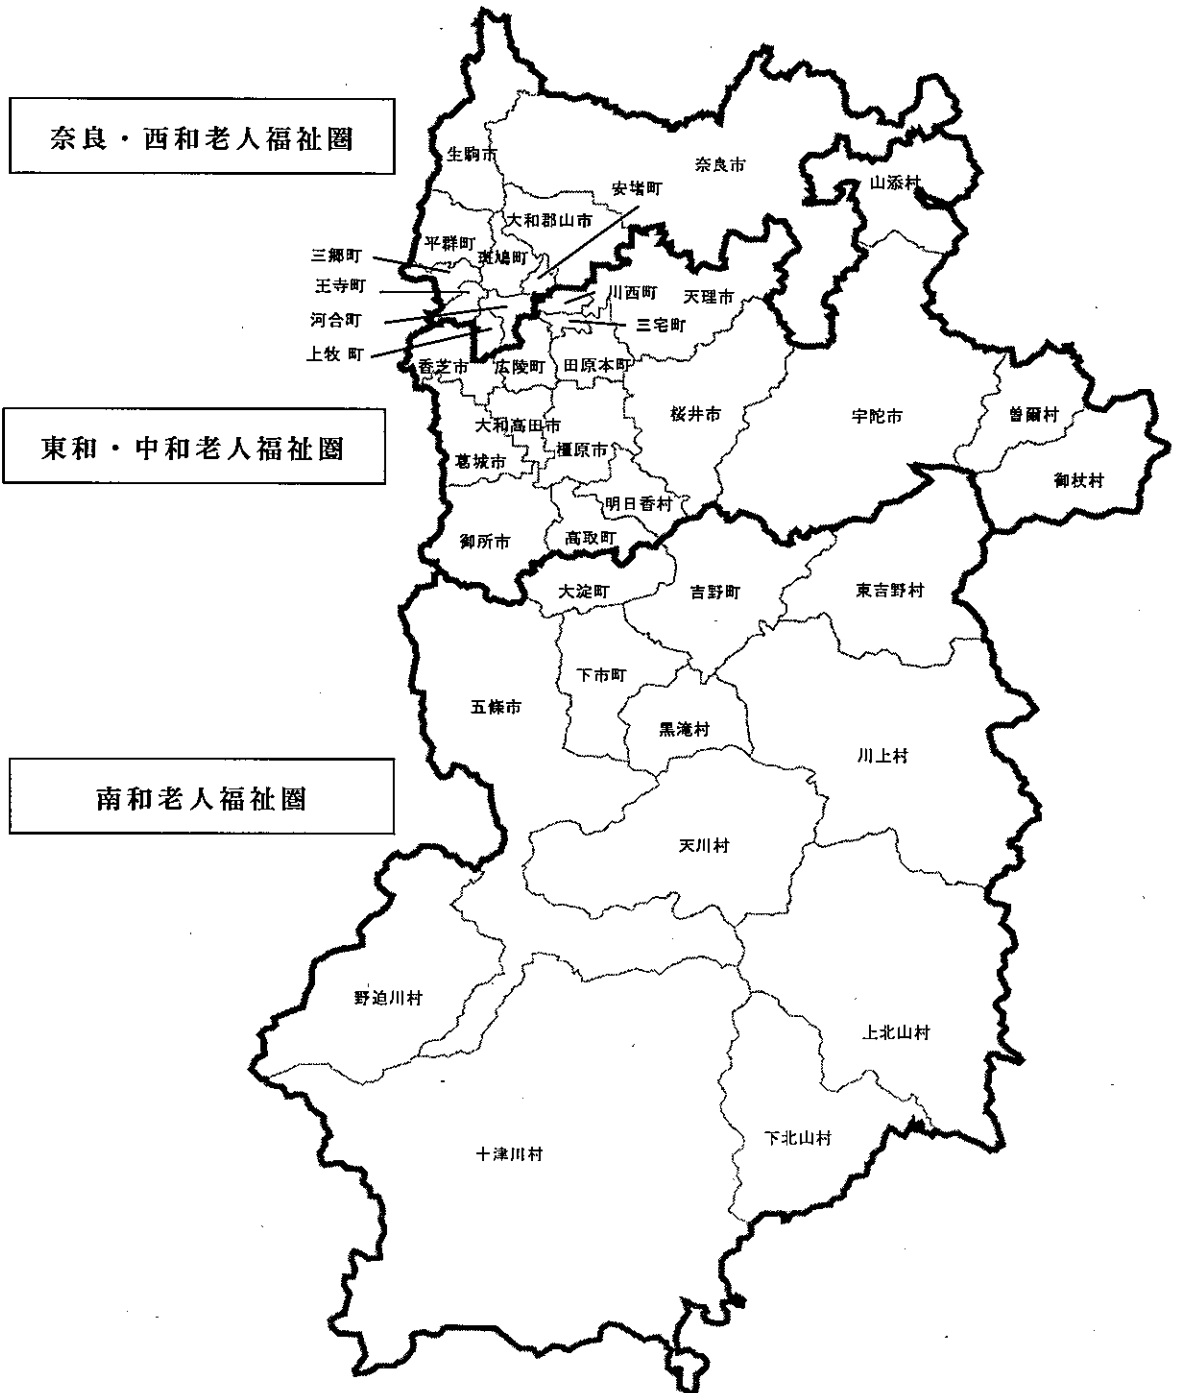 奈良・西和老人福祉圏
生駒市
奈良市
山添村
安堵町
大和郡山市
平群町
斑鳩町
三郷町
王寺町
河合町
上牧 町
川西町
天理市
三宅町
香芝市
広陵町
田原本町
東和・中和老人福祉圏
大和高田市
桜井市
宇陀市
曽爾村
葛城市
橿原市
御杖村
明日香村
御所市
高取町
大淀町
吉野町
東吉野村
下市町
五條市
黒滝村
川上村
南和老人福祉圏
天川村
野迫川村
上北山村
十津川村
下北山村